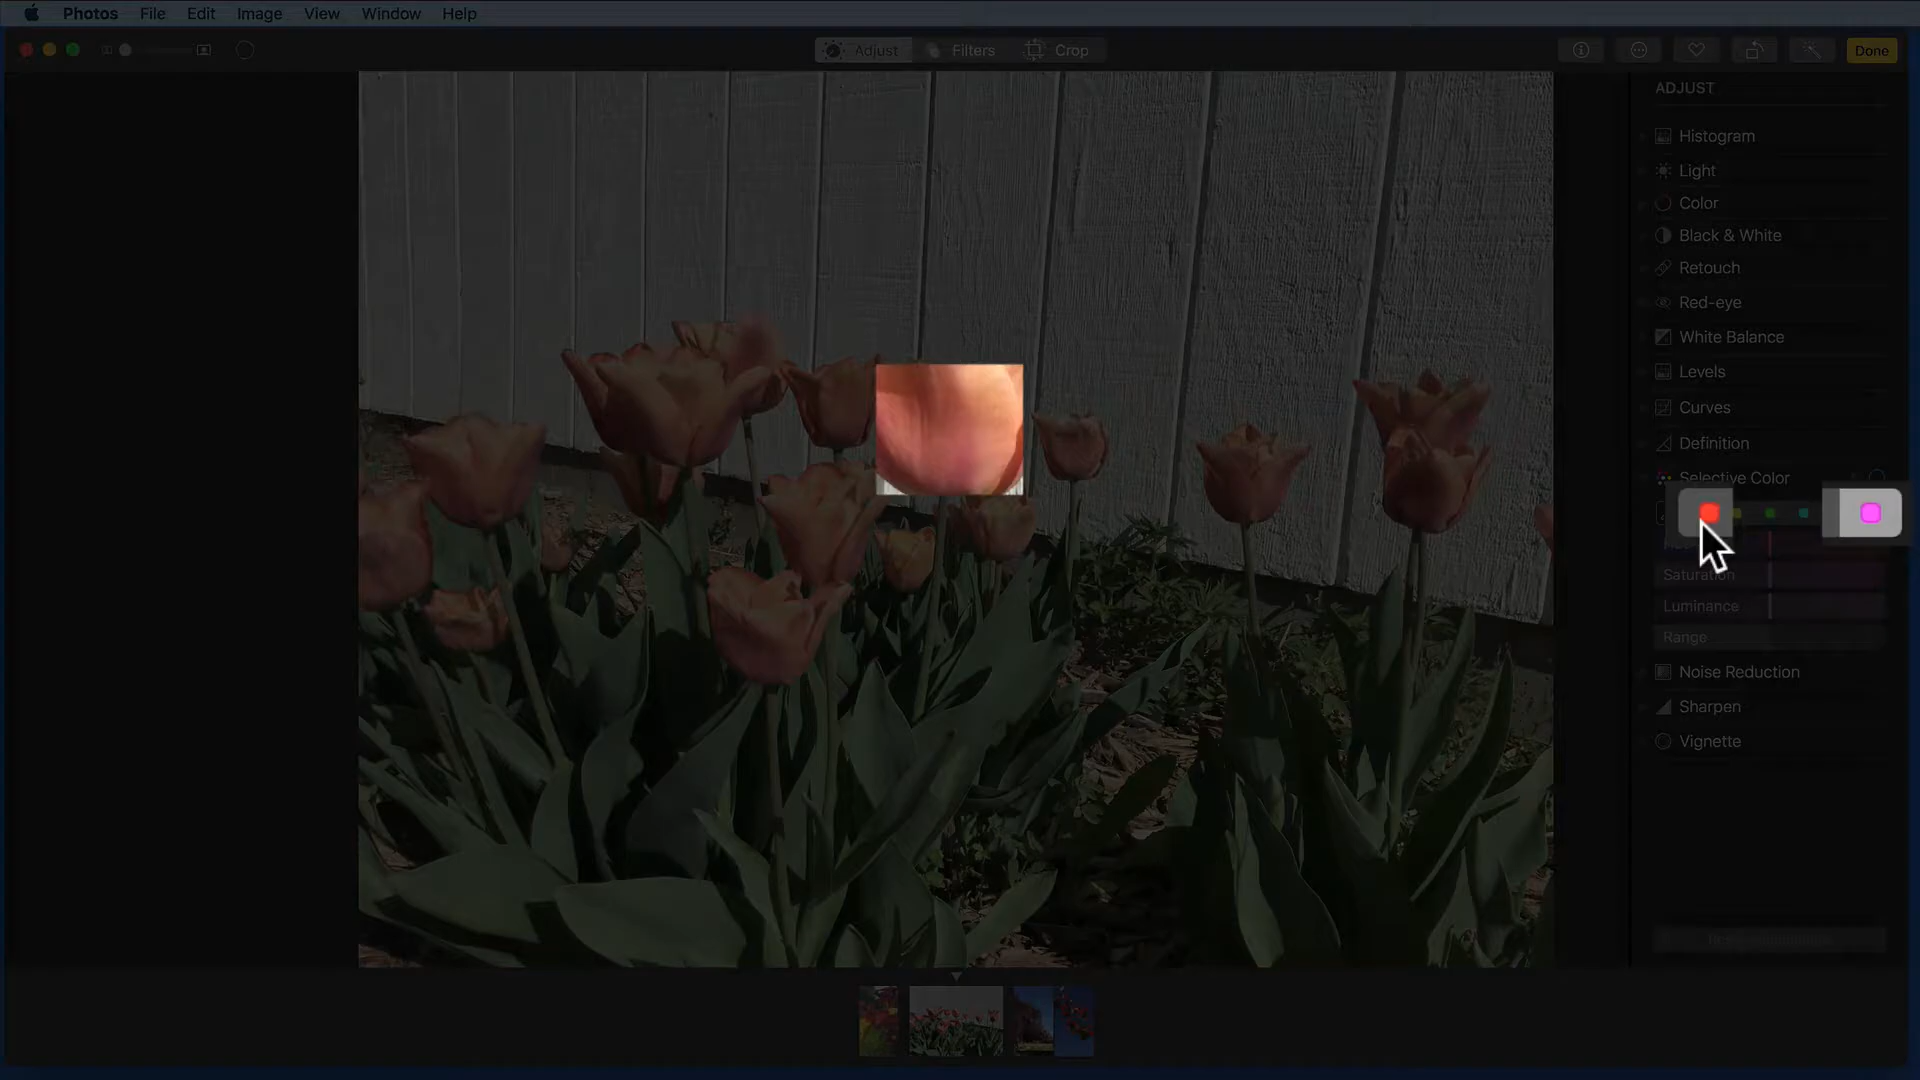 Photos File Edit Image View Window Help
Adjust Filters Crop
Done
ADJUST
Histogram
Light
Color
Black & White
Retouch
Red-eye
White Balance
Levels
Curves
Definition
Selective Color
Saturation
Luminance
Range
Noise Reduction
Sharpen
Vignette